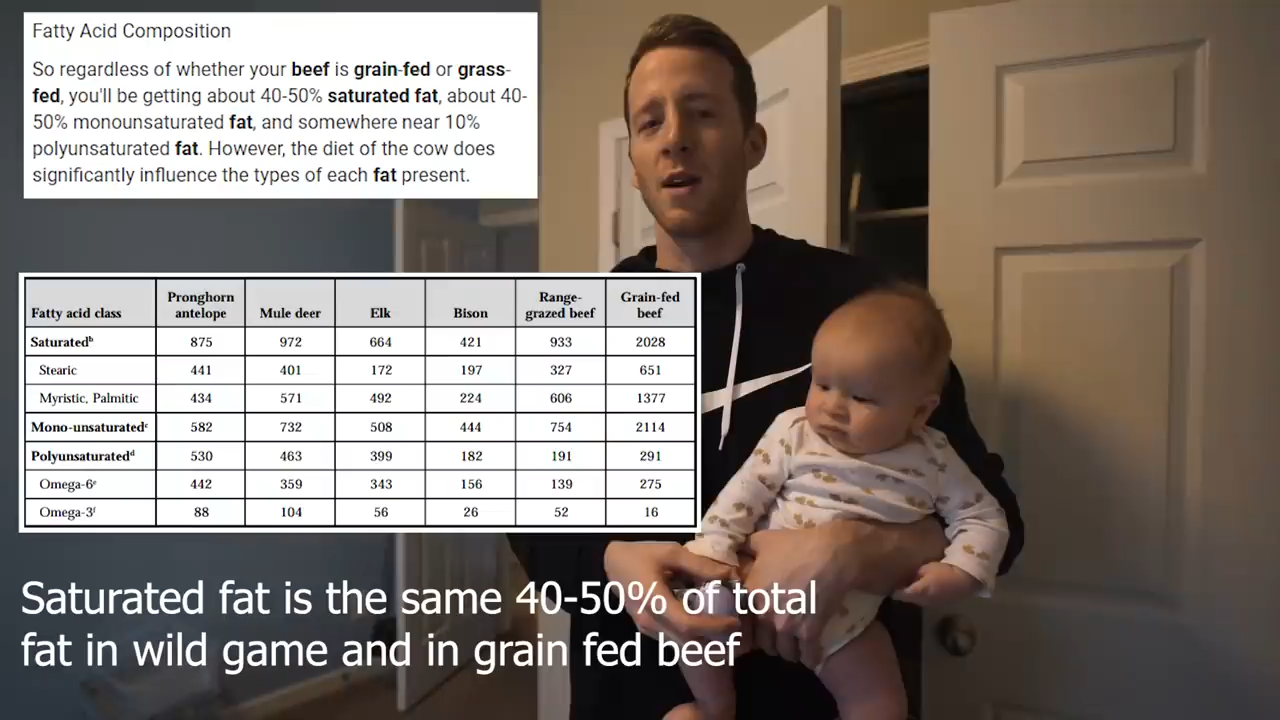 Fatty Acid Composition
So regardless of whether your beef is grain-fed or grass-
fed, you'll be getting about 40-50% saturated fat, about 40-
50% monounsaturated fat, and somewhere near 10%
polyunsaturated fat. However, the diet of the cow does
significantly influence the types of each fat present.
Fatty acid class Pronghorn antelope Mule deer Elk Bison Range-grazed beef Grain-fed beef
Saturatedᵇ 875 972 664 421 933 2028
Stearic 441 401 172 197 327 651
Myristic, Palmitic 434 571 492 224 606 1377
Mono-unsaturatedᶜ 582 732 508 444 754 2114
Polyunsaturatedᵈ 530 463 399 182 191 291
Omega-6ᵉ 442 359 343 156 139 275
Omega-3ᶠ 88 104 56 26 52 16
Saturated fat is the same 40-50% of total
fat in wild game and in grain fed beef